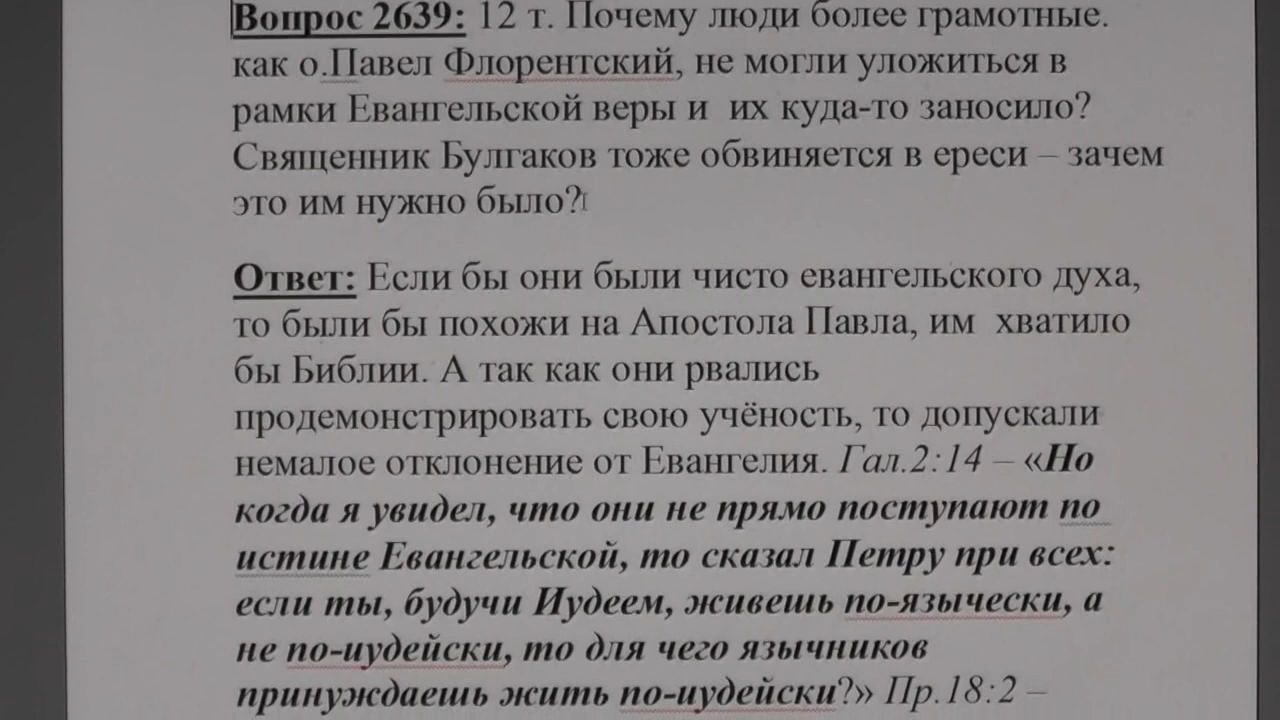 Вопрос 2639: 12 т. Почему люди более грамотные.
как о.Павел Флорентский, не могли уложиться в
рамки Евангельской веры и их куда-то заносило?
Священник Булгаков тоже обвиняется в ереси – зачем
это им нужно было?
Ответ: Если бы они были чисто евангельского духа,
то были бы похожи на Апостола Павла, им хватило
бы Библии. А так как они рвались
продемонстрировать свою учёность, то допускали
немалое отклонение от Евангелия. Гал.2:14 – «Но
когда я увидел, что они не прямо поступают по
истине Евангельской, то сказал Петру при всех:
если ты, будучи Иудеем, живешь по-язычески, а
не по-иудейски, то для чего язычников
принуждаешь жить по-иудейски?» Пр.18:2 –